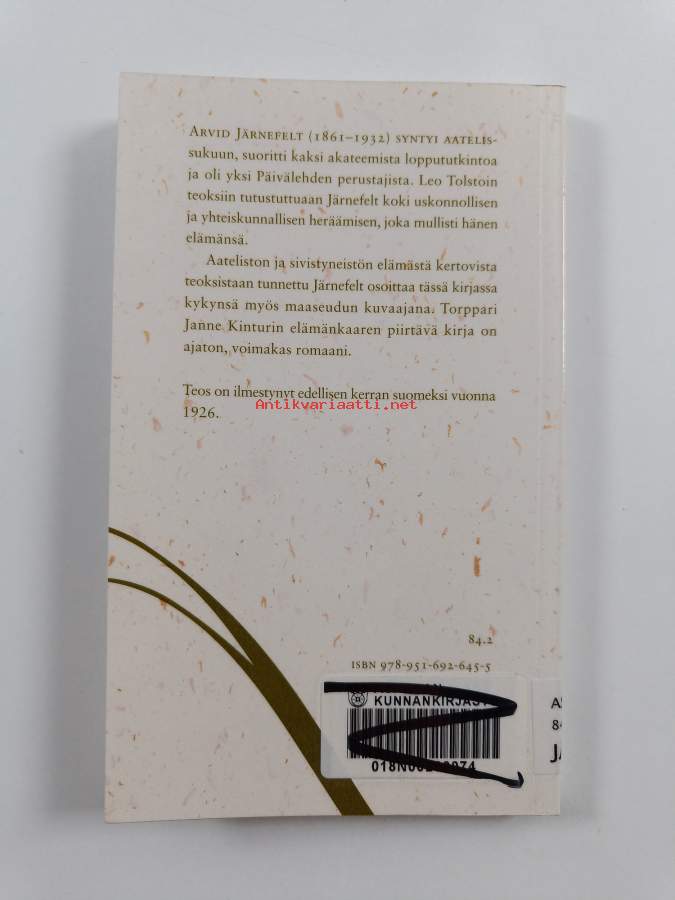 ARVID JÄRNEFELT (1861–1932) SYNTYI AATELIS-
sukuun, suoritti kaksi akateemista loppututkintoa
ja oli yksi Päivälehden perustajista. Leo Tolstoin
teoksiin tutustuttuaan Järnefelt koki uskonnollisen
ja yhteiskunnallisen heräämisen, joka mullisti hänen
elämänsä.
Aateliston ja sivistyneistön elämästä kertovista
teoksistaan tunnettu Järnefelt osoittaa tässä kirjassa
kykynsä myös maaseudun kuvaajana. Torppari
Janne Kinturin elämänkaaren piirtävä kirja on
ajaton, voimakas romaani.
Teos on ilmestynyt edellisen kerran suomeksi vuonna
Antikvariaatti.net
1926.
84.2
ISBN 978-951-692-645-5